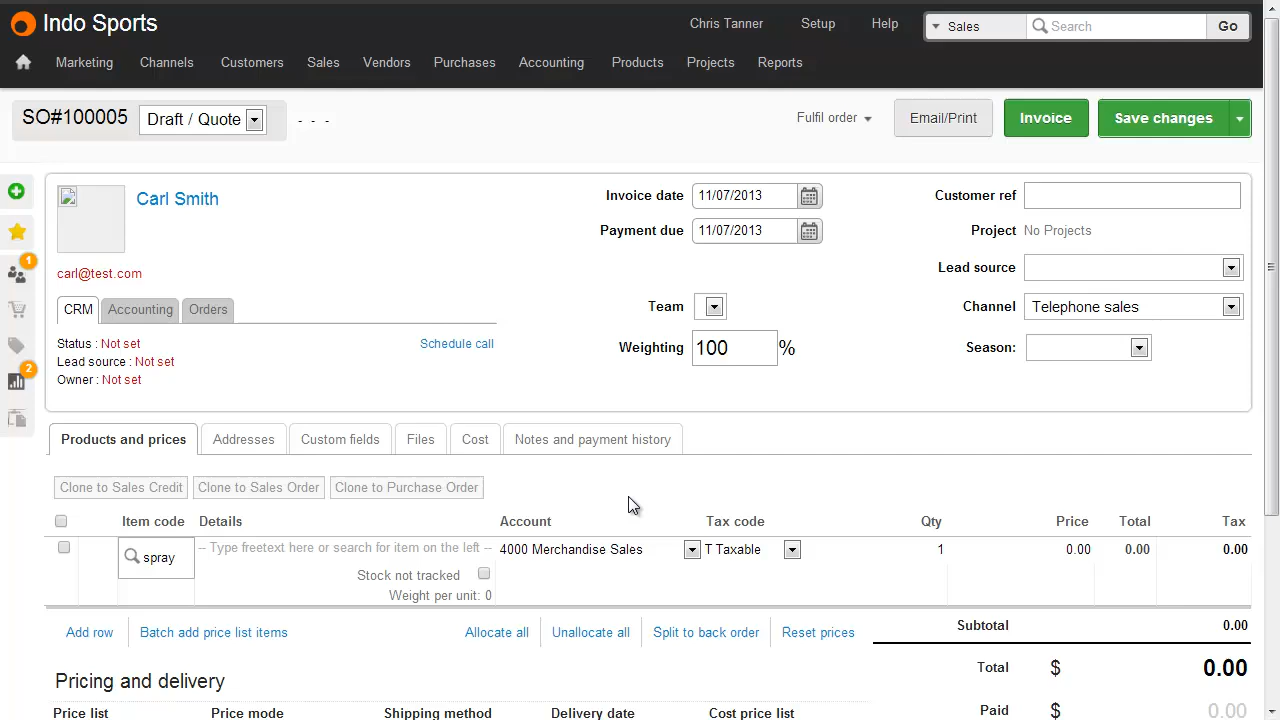 Indo Sports
Chris Tanner Setup Help Sales Search Go
Marketing Channels Customers Sales Vendors Purchases Accounting Products Projects Reports
SO#100005 Draft / Quote - - - Fulfil order Email/Print Invoice Save changes
Carl Smith
Invoice date 11/07/2013 Customer ref
Payment due 11/07/2013 Project No Projects
1
carl@test.com Lead source
CRM Accounting Orders Team Channel Telephone sales
Status : Not set Schedule call Weighting 100 % Season:
Lead source : Not set
2
Owner : Not set
Products and prices Addresses Custom fields Files Cost Notes and payment history
Clone to Sales Credit Clone to Sales Order Clone to Purchase Order
Item code Details Account Tax code Qty Price Total Tax
spray -- Type freetext here or search for item on the left -- 4000 Merchandise Sales T Taxable 1 0.00 0.00 0.00
Stock not tracked
Weight per unit: 0
Add row Batch add price list items Allocate all Unallocate all Split to back order Reset prices Subtotal 0.00
Total $ 0.00
Pricing and delivery
Price list Price mode Shipping method Delivery date Cost price list Paid $ 0.00